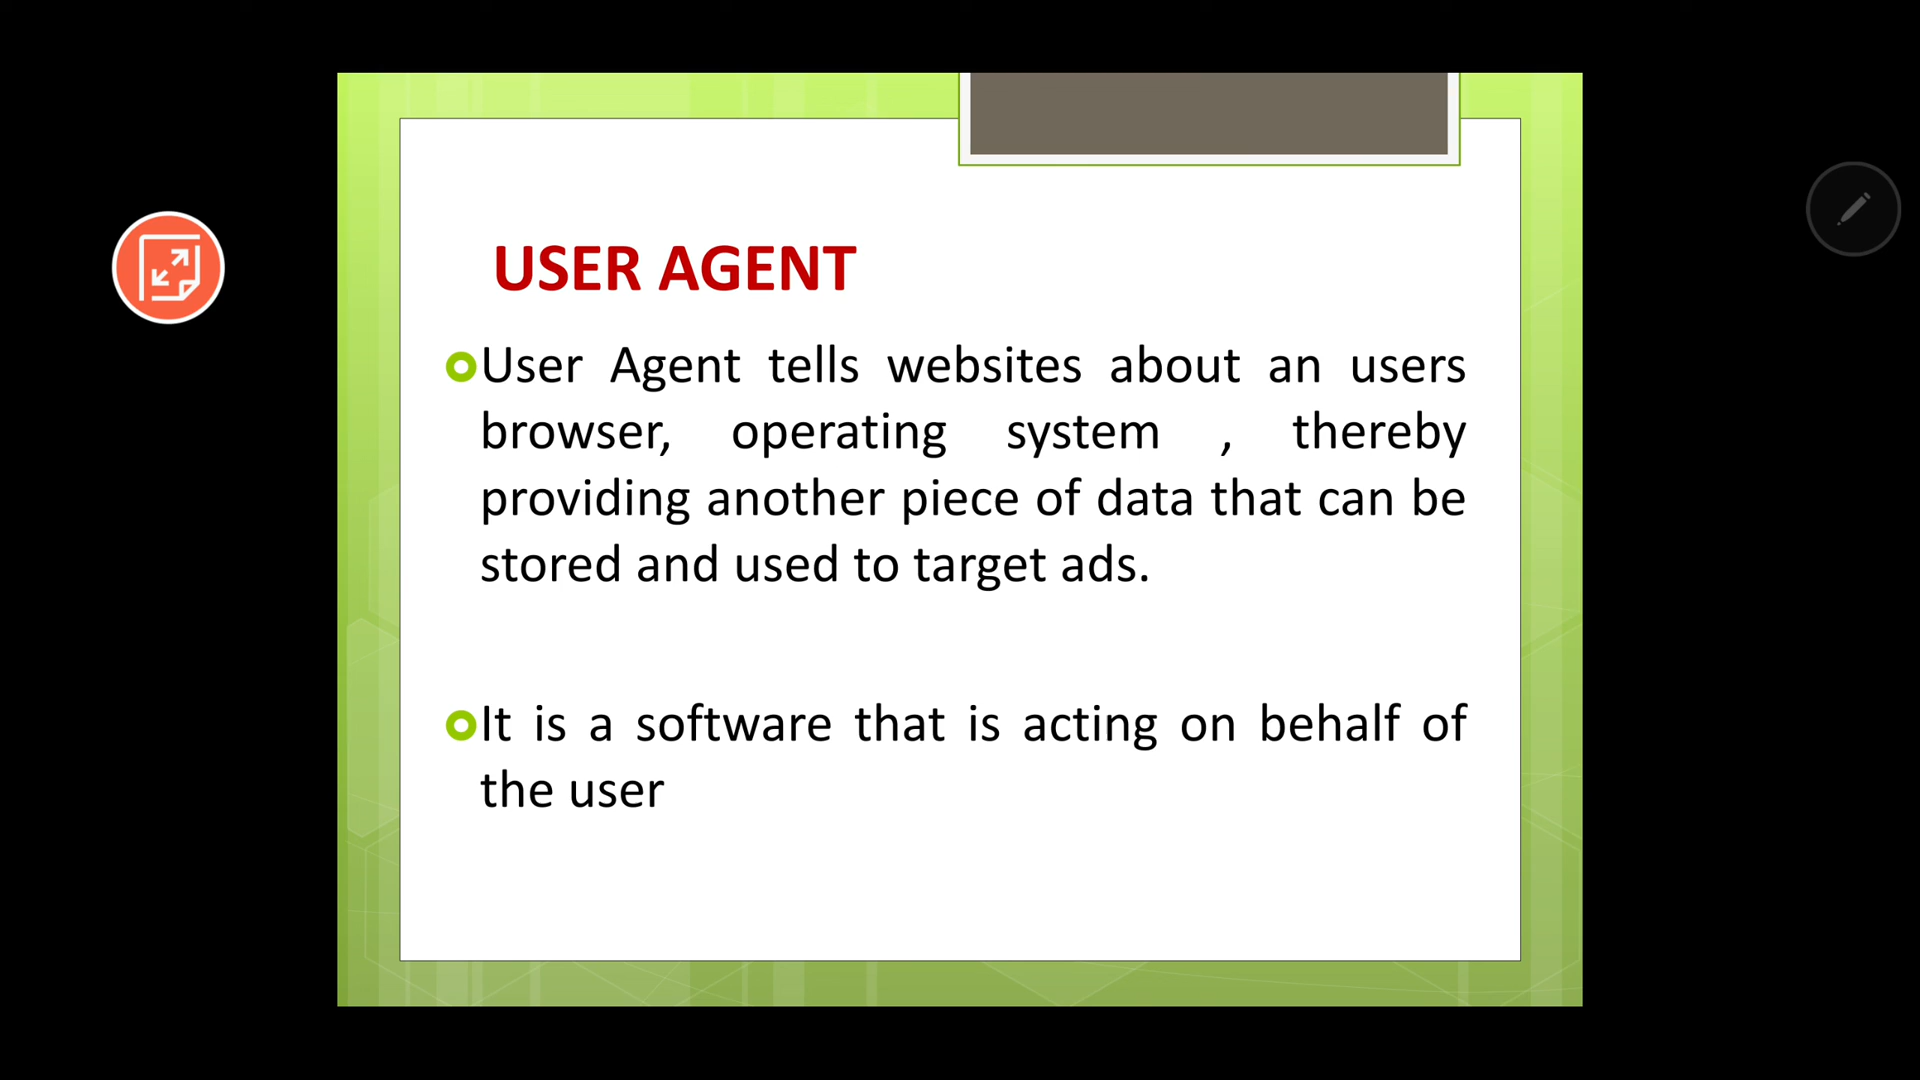 USER AGENT
User Agent tells websites about an users
browser, operating system , thereby
providing another piece of data that can be
stored and used to target ads.
It is a software that is acting on behalf of
the user